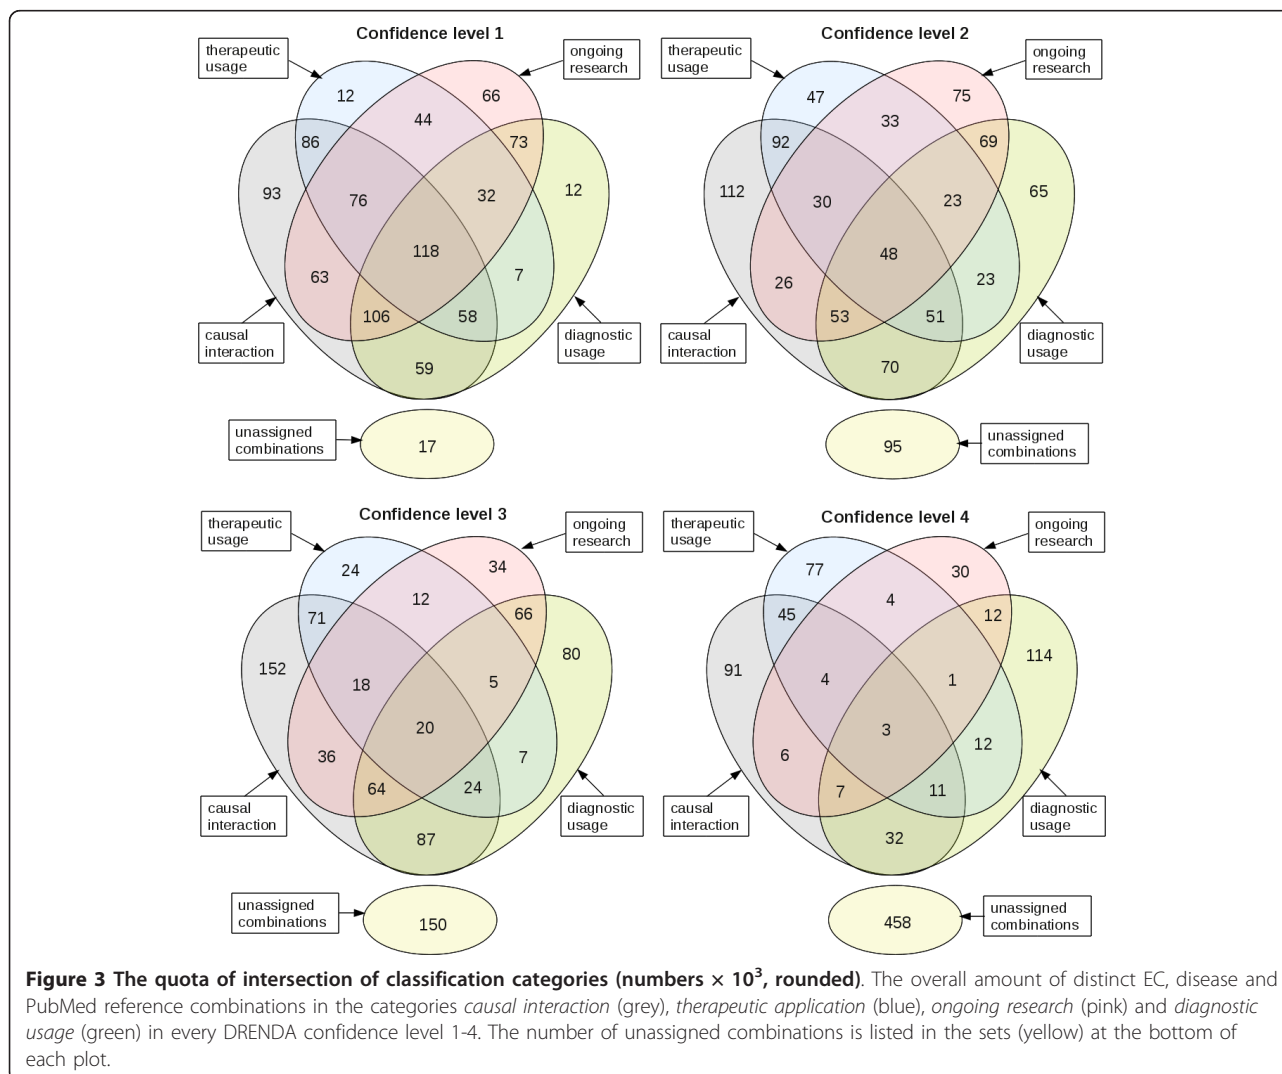 Confidence level 1
therapeutic
usage
ongoing
research
12
66
44
86
73
93
76
32
12
118
63
7
106
58
causal
interaction
diagnostic
usage
59
unassigned
combinations
17
Confidence level 2
therapeutic
usage
ongoing
research
47
75
33
92
69
112
30
23
65
48
26
23
53
51
causal
interaction
diagnostic
usage
70
95
unassigned
combinations
Confidence level 3
therapeutic
usage
ongoing
research
24
34
12
71
66
152
18
5
80
20
36
7
64
24
causal
interaction
diagnostic
usage
87
unassigned
combinations
150
Confidence level 4
therapeutic
usage
ongoing
research
77
30
4
45
12
91
4
1
114
3
6
12
7
11
causal
interaction
diagnostic
usage
32
458
unassigned
combinations
Figure 3 The quota of intersection of classification categories (numbers × 10³, rounded). The overall amount of distinct EC, disease and
PubMed reference combinations in the categories causal interaction (grey), therapeutic application (blue), ongoing research (pink) and diagnostic
usage (green) in every DRENDA confidence level 1-4. The number of unassigned combinations is listed in the sets (yellow) at the bottom of
each plot.